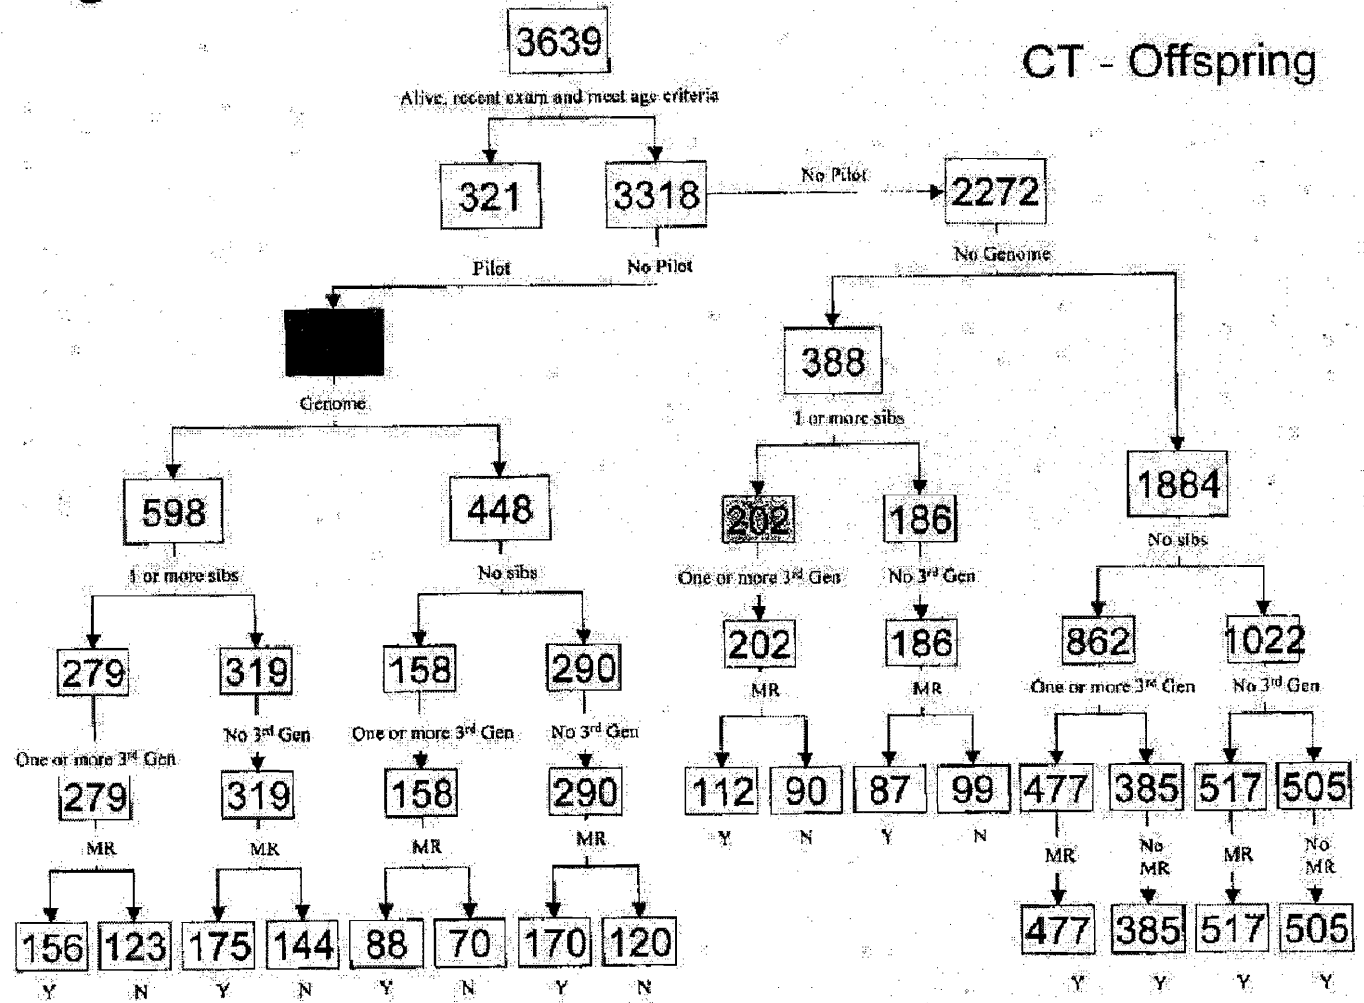 3639
CT - Offspring
Alive, recent exam and meet age criteria
321
3318
No Pilot
2272
Pilot
No Pilot
No Genome
388
Genome
1 or more sibs
598
448
202
186
1884
1 or more sibs
No sibs
One or more 3rd Gen
No 3rd Gen
No sibs
279
319
158
290
202
186
862
1022
MR
MR
One or more 3rd Gen
No 3rd Gen
One or more 3rd Gen
No 3rd Gen
One or more 3rd Gen
No 3rd Gen
279
319
158
290
112
90
87
99
477
385
517
505
Y
N
Y
N
MR
MR
MR
MR
MR
No
MR
MR
No
MR
156
123
175
144
88
70
170
120
477
385
517
505
Y
N
Y
N
Y
N
Y
N
Y
Y
Y
Y